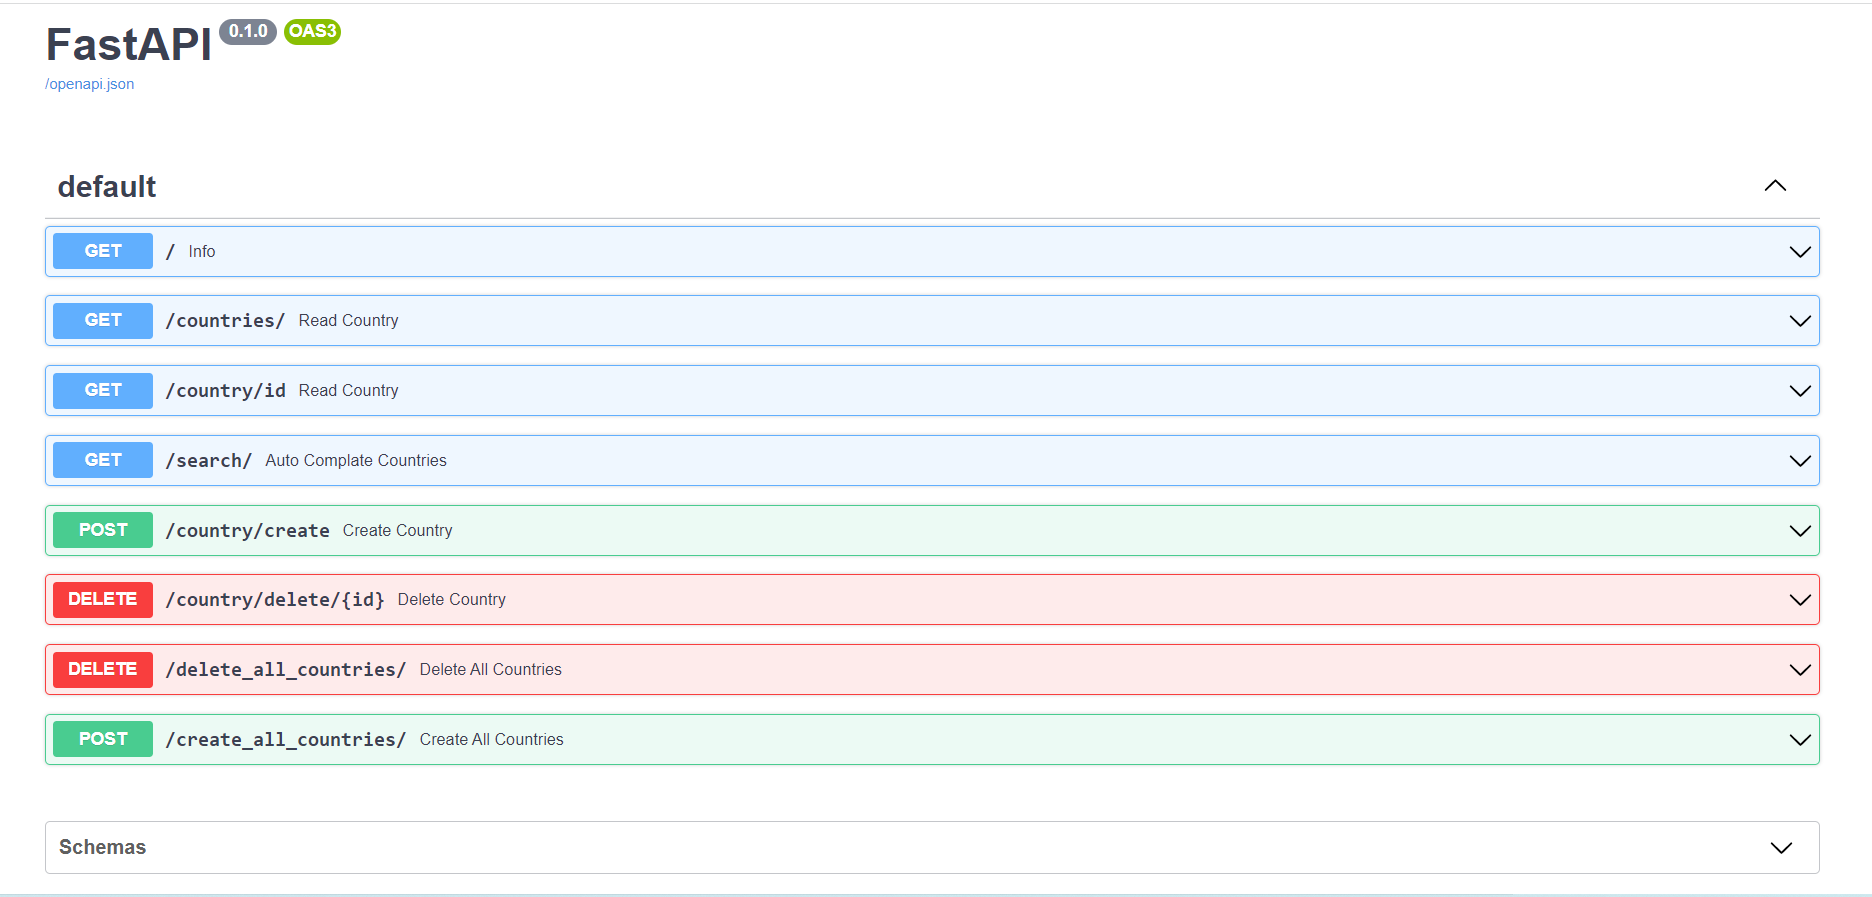 FastAPI 0.1.0 OAS3
/openapi.json
default
GET / Info
GET /countries/ Read Country
GET /country/id Read Country
GET /search/ Auto Complate Countries
POST /country/create Create Country
DELETE /country/delete/{id} Delete Country
DELETE /delete_all_countries/ Delete All Countries
POST /create_all_countries/ Create All Countries
Schemas